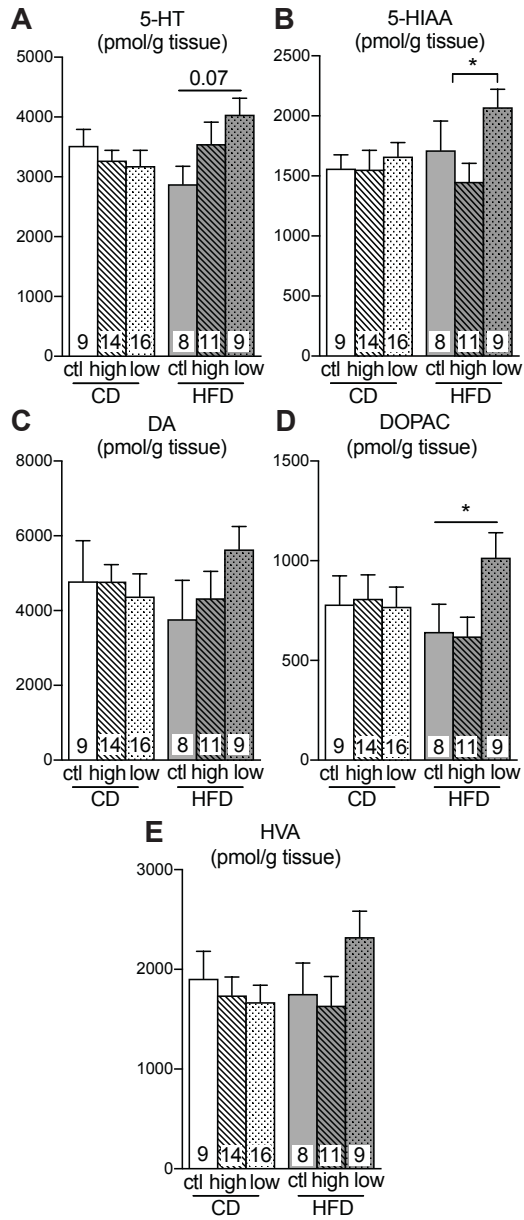 A
5-HT
(pmol/g tissue)
5000
4000
3000
2000
1000
0
0.07
9 14 16 8 11 9
ctl high low ctl high low
CD HFD
B
5-HIAA
(pmol/g tissue)
2500
2000
1500
1000
500
0
*
9 14 16 8 11 9
ctl high low ctl high low
CD HFD
C
DA
(pmol/g tissue)
8000
6000
4000
2000
0
9 14 16 8 11 9
ctl high low ctl high low
CD HFD
D
DOPAC
(pmol/g tissue)
1500
1000
500
0
*
9 14 16 8 11 9
ctl high low ctl high low
CD HFD
E
HVA
(pmol/g tissue)
3000
2000
1000
0
9 14 16 8 11 9
ctl high low ctl high low
CD HFD